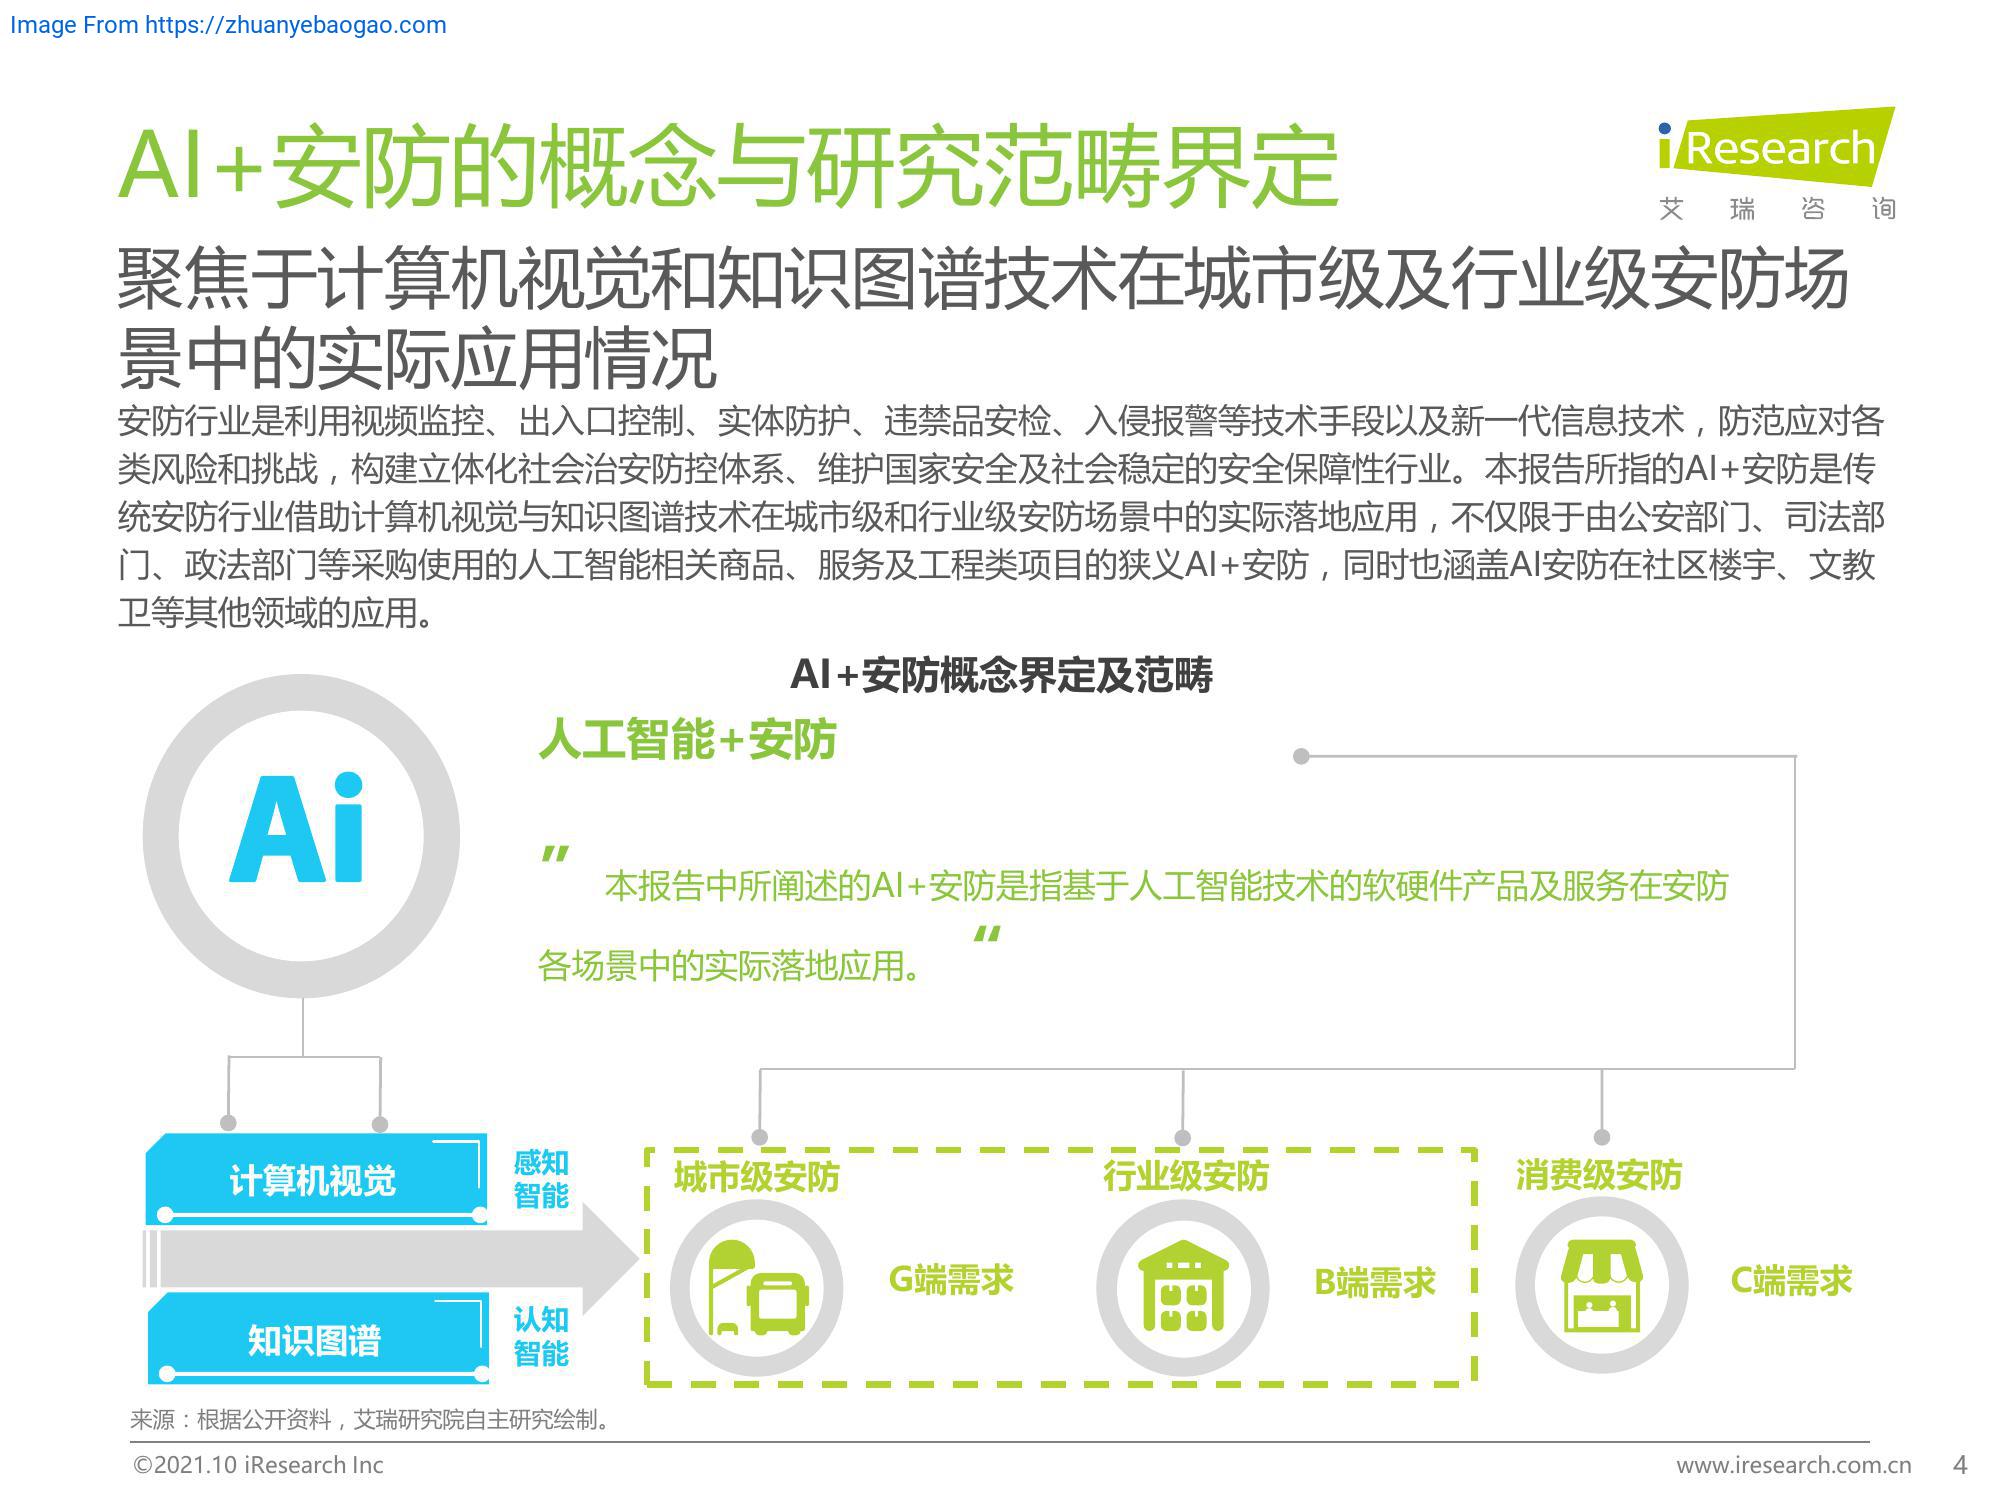 Image From https://zhuanyebaogao.com
AI+安防的概念与研究范畴界定
iResearch
艾瑞咨询
聚焦于计算机视觉和知识图谱技术在城市级及行业级安防场
景中的实际应用情况
安防行业是利用视频监控、出入口控制、实体防护、违禁品安检、入侵报警等技术手段以及新一代信息技术，防范应对各
类风险和挑战，构建立体化社会治安防控体系、维护国家安全及社会稳定的安全保障性行业。本报告所指的AI+安防是传
统安防行业借助计算机视觉与知识图谱技术在城市级和行业级安防场景中的实际落地应用，不仅限于由公安部门、司法部
门、政法部门等采购使用的人工智能相关商品、服务及工程类项目的狭义AI+安防，同时也涵盖AI安防在社区楼宇、文教
卫等其他领域的应用。
AI+安防概念界定及范畴
Ai
人工智能+安防
"
本报告中所阐述的AI+安防是指基于人工智能技术的软硬件产品及服务在安防
各场景中的实际落地应用。
"
计算机视觉
感知
智能
知识图谱
认知
智能
城市级安防
G端需求
行业级安防
B端需求
消费级安防
C端需求
来源：根据公开资料，艾瑞研究院自主研究绘制。
©2021.10 iResearch Inc
www.iresearch.com.cn
4